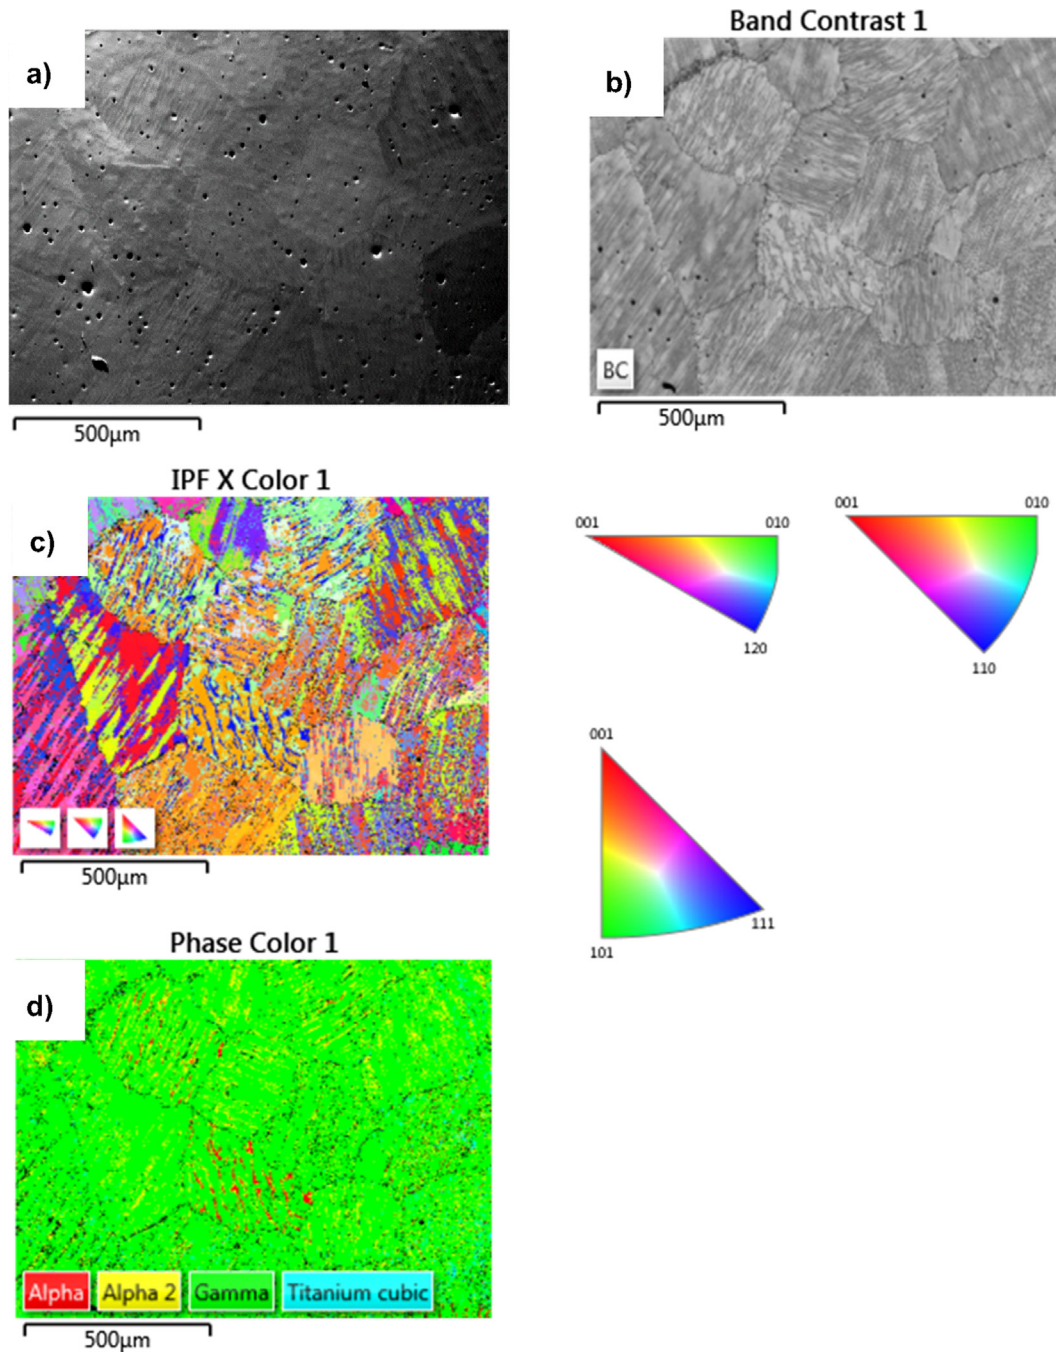 a)
500μm
Band Contrast 1
b)
BC
500μm
IPF X Color 1
c)
500μm
001
010
120
001
010
110
001
111
101
Phase Color 1
d)
Alpha
Alpha 2
Gamma
Titanium cubic
500μm